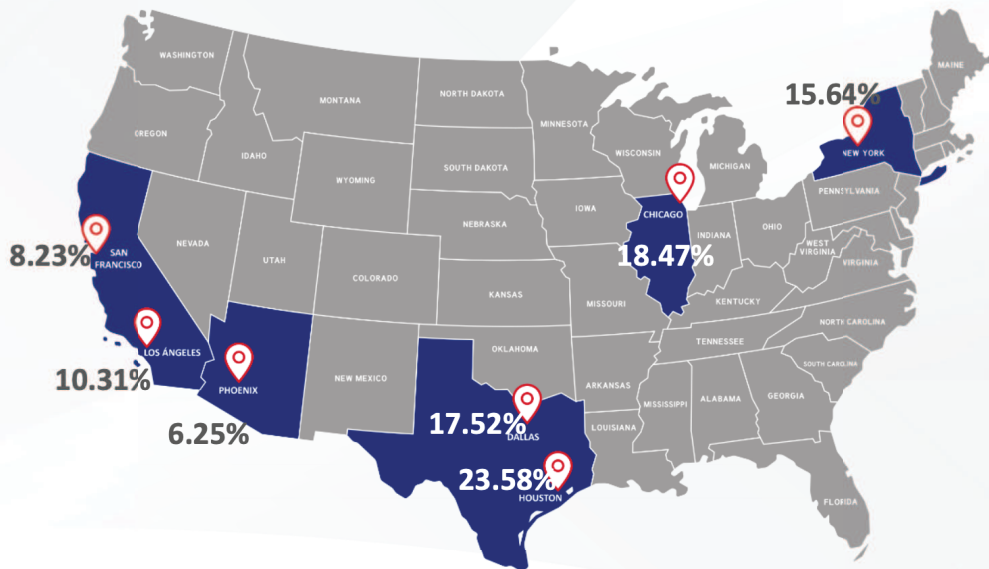 WASHINGTON
MAINE
MONTANA
NORTH DAKOTA
15.64%
OREGON
MINNESOTA
IDAHO
SOUTH DAKOTA
WISCONSIN
MICHIGAN
NEW YORK
WYOMING
PENNSYLVANIA
IOWA
CHICAGO
NEBRASKA
OHIO
INDIANA
NEVADA
WEST
VIRGINIA
8.23%
SAN
FRANCISCO
UTAH
18.47%
VIRGINIA
COLORADO
KANSAS
MISSOURI
KENTUCKY
NORTH CAROLINA
TENNESSEE
LOS ÁNGELES
OKLAHOMA
SOUTH CAROLINA
10.31%
PHOENIX
NEW MEXICO
ARKANSAS
MISSISSIPPI
ALABAMA
GEORGIA
6.25%
17.52%
DALLAS
LOUISIANA
23.58%
HOUSTON
FLORIDA